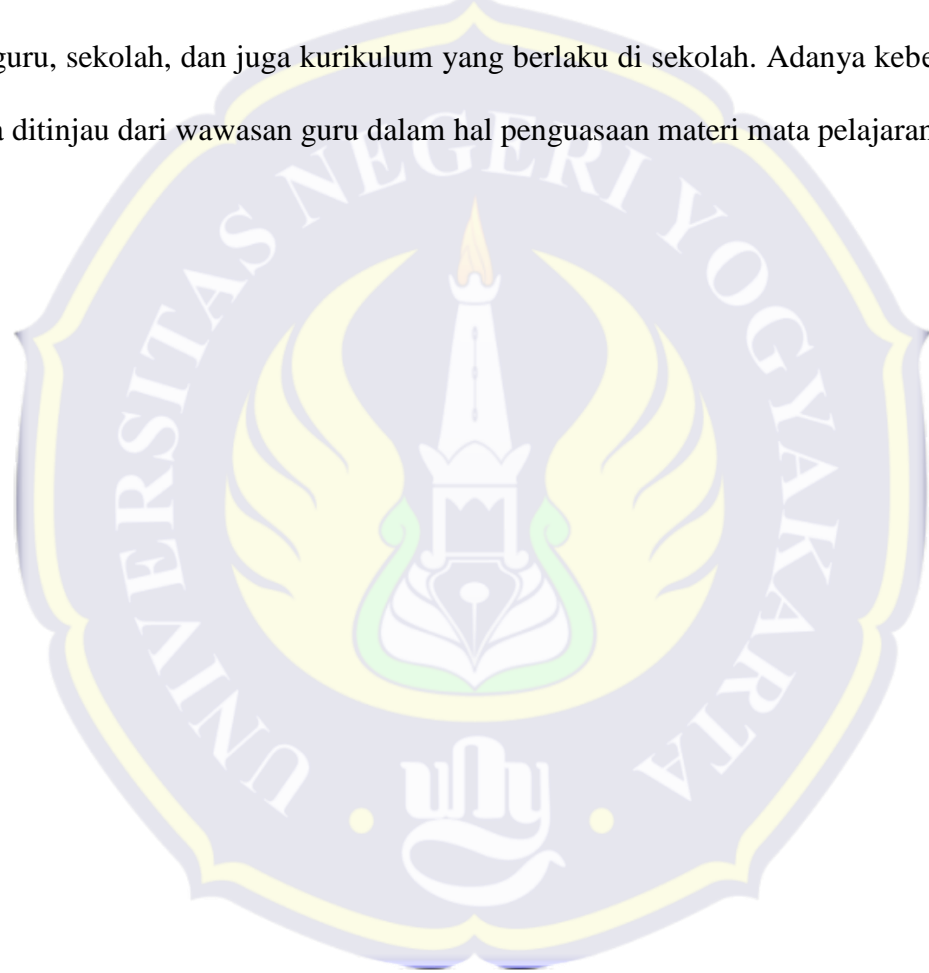 guru, sekolah, dan juga kurikulum yang berlaku di sekolah. Adanya
ditinjau dari wawasan guru dalam hal penguasaan materi mata pelajaran
UNIVERSITAS NEGERI YOGYAKARTA
uny